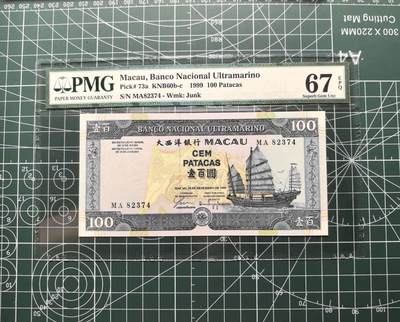 Cutting Mat
300 X 220MM
A4
PMG
PAPER MONEY GUARANTY
Macau, Banco Nacional Ultramarino
Pick# 73a KNB60b-c 1999 100 Patacas
S/N MA82374 - Wmk: Junk
67 EPQ
Superb Gem Unc
壹百
BANCO NACIONAL ULTRAMARINO
100
大西洋銀行 MACAU
MA 82374
CEM
PATACAS
壹百圓
MA 82374
100
壹百